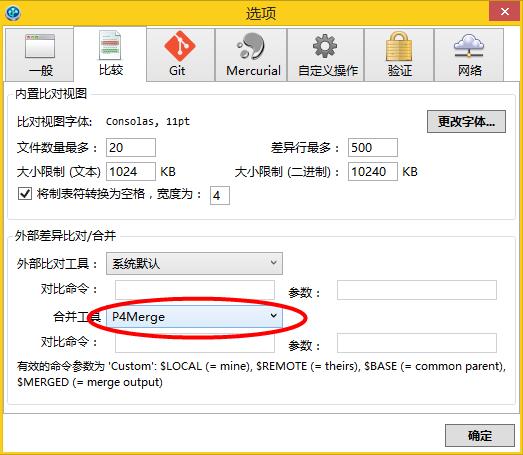 选项
一般
比较
Git
Mercurial
自定义操作
验证
网络
内置比对视图
比对视图字体: Consolas, 11pt
更改字体...
文件数量最多： 20 差异行最多： 500
大小限制 (文本) 1024 KB 大小限制 (二进制)： 10240 KB
将制表符转换为空格，宽度为： 4
外部差异比对/合并
外部比对工具： 系统默认
对比命令： 参数：
合并工具 P4Merge
对比命令： 参数：
有效的命令参数为 'Custom': $LOCAL (= mine), $REMOTE (= theirs), $BASE (= common parent),
$MERGED (= merge output)
确定